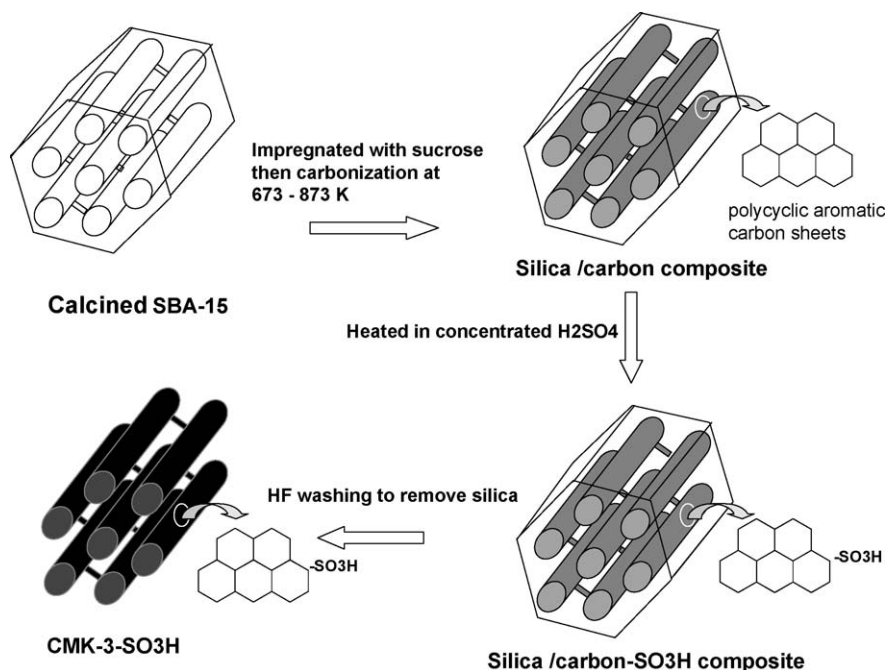 Impregnated with sucrose
then carbonization at
673 - 873 K
polycyclic aromatic
carbon sheets
Calcined SBA-15
Silica /carbon composite
Heated in concentrated H2SO4
HF washing to remove silica
-SO3H
-SO3H
CMK-3-SO3H
Silica /carbon-SO3H composite